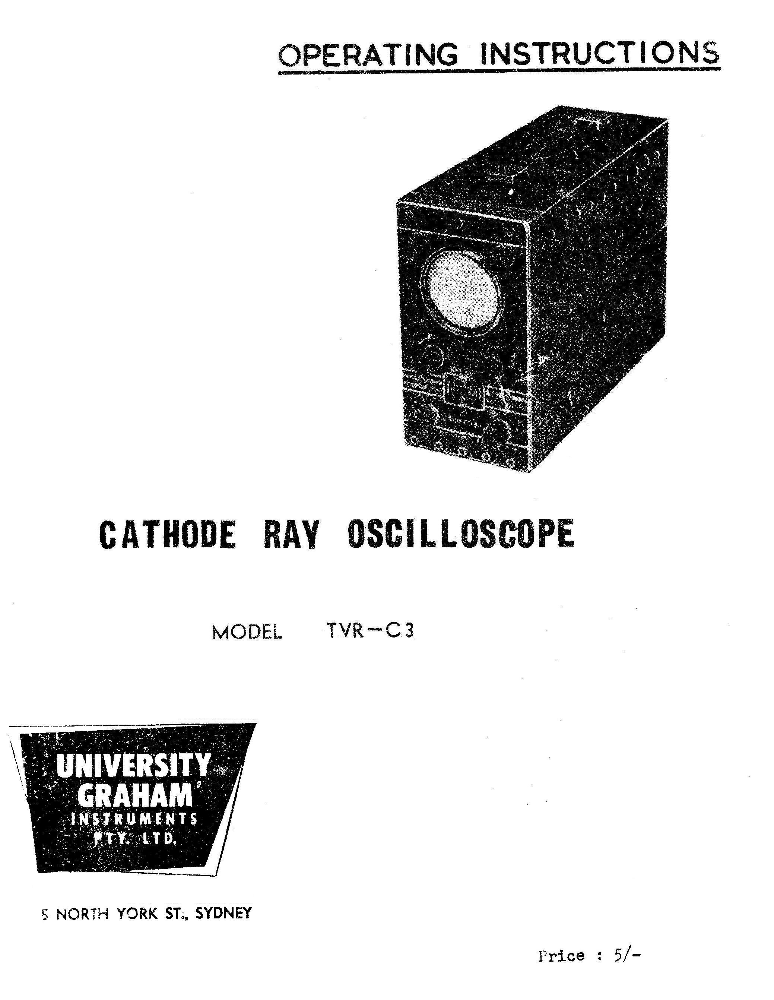 OPERATING INSTRUCTIONS
CATHODE RAY OSCILLOSCOPE
MODEL TVR-C3
UNIVERSITY
GRAHAM
INSTRUMENTS
PTY. LTD.
5 NORTH YORK ST., SYDNEY
Price : 5/-